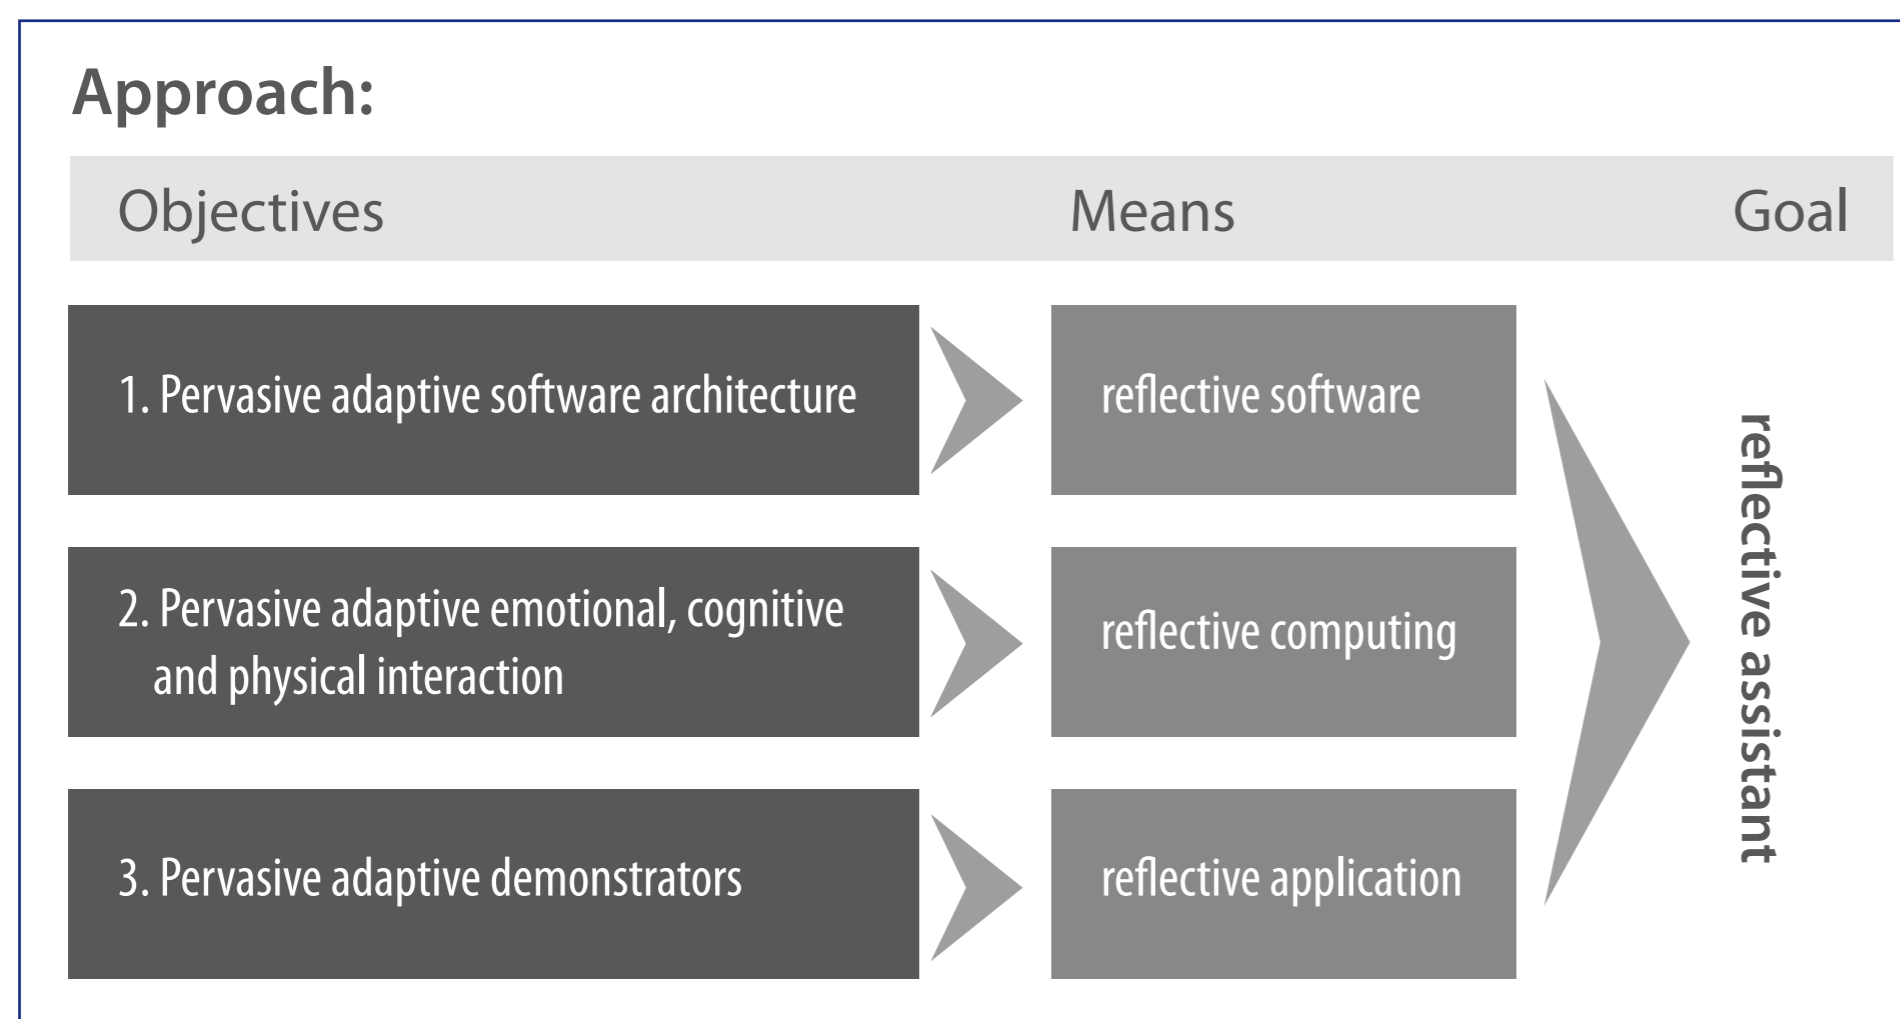 Approach:
Objectives Means Goal
1. Pervasive adaptive software architecture
reflective software
2. Pervasive adaptive emotional, cognitive
and physical interaction
reflective computing
3. Pervasive adaptive demonstrators
reflective application
reflective assistant